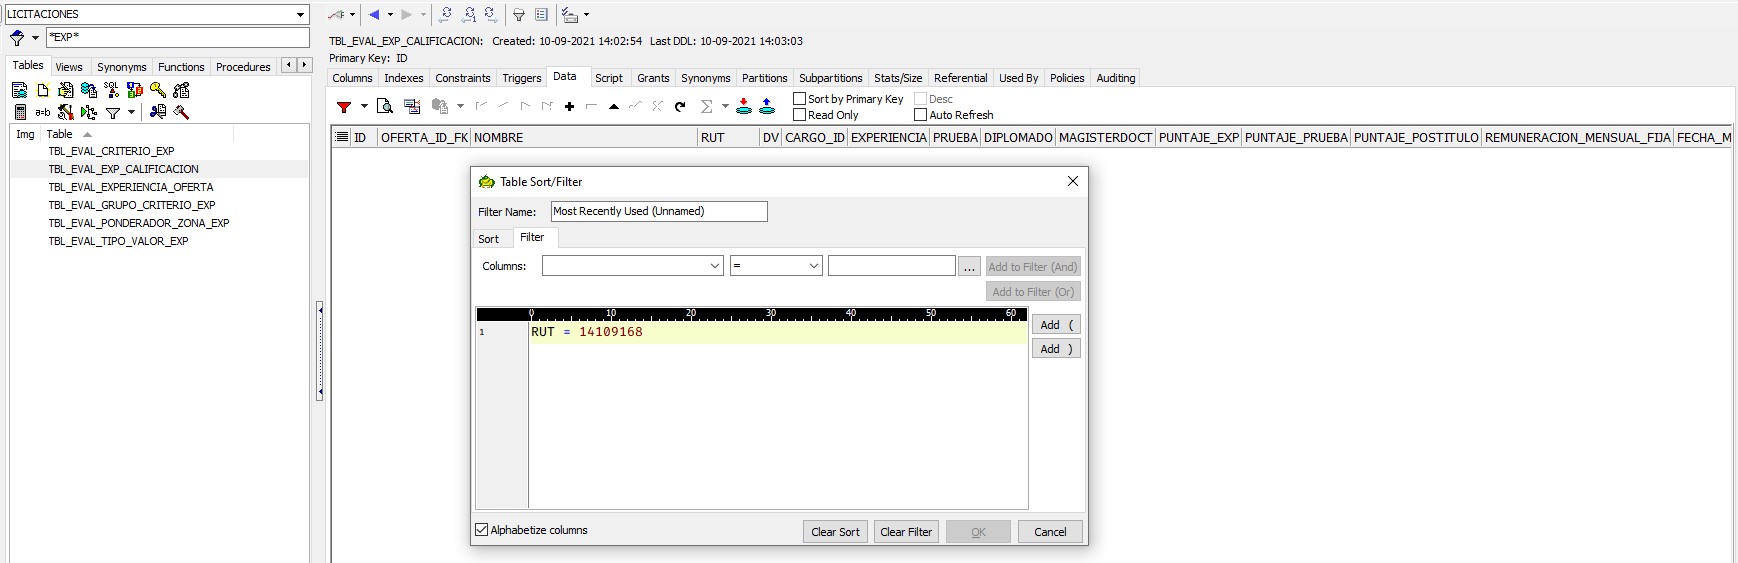 LICITACIONES
*EXP*
Tables Views Synonyms Functions Procedures
SQL
a=b
Img Table
TBL_EVAL_CRITERIO_EXP
TBL_EVAL_EXP_CALIFICACION
TBL_EVAL_EXPERIENCIA_OFERTA
TBL_EVAL_GRUPO_CRITERIO_EXP
TBL_EVAL_PONDERADOR_ZONA_EXP
TBL_EVAL_TIPO_VALOR_EXP
TBL_EVAL_EXP_CALIFICACION: Created: 10-09-2021 14:02:54 Last DDL: 10-09-2021 14:03:03
Primary Key: ID
Columns Indexes Constraints Triggers Data Script Grants Synonyms Partitions Subpartitions Stats/Size Referential Used By Policies Auditing
Sort by Primary Key Desc
Read Only Auto Refresh
ID OFERTA_ID_FK NOMBRE RUT DV CARGO_ID EXPERIENCIA PRUEBA DIPLOMADO MAGISTERDOCT PUNTAJE_EXP PUNTAJE_PRUEBA PUNTAJE_POSTITULO REMUNERACION_MENSUAL_FIJA FECHA_M
Table Sort/Filter
Filter Name: Most Recently Used (Unnamed)
Sort Filter
Columns: = ... Add to Filter (And)
Add to Filter (Or)
0 10 20 30 40 50 60
1 RUT = 14109168
Add (
Add )
Alphabetize columns Clear Sort Clear Filter OK Cancel